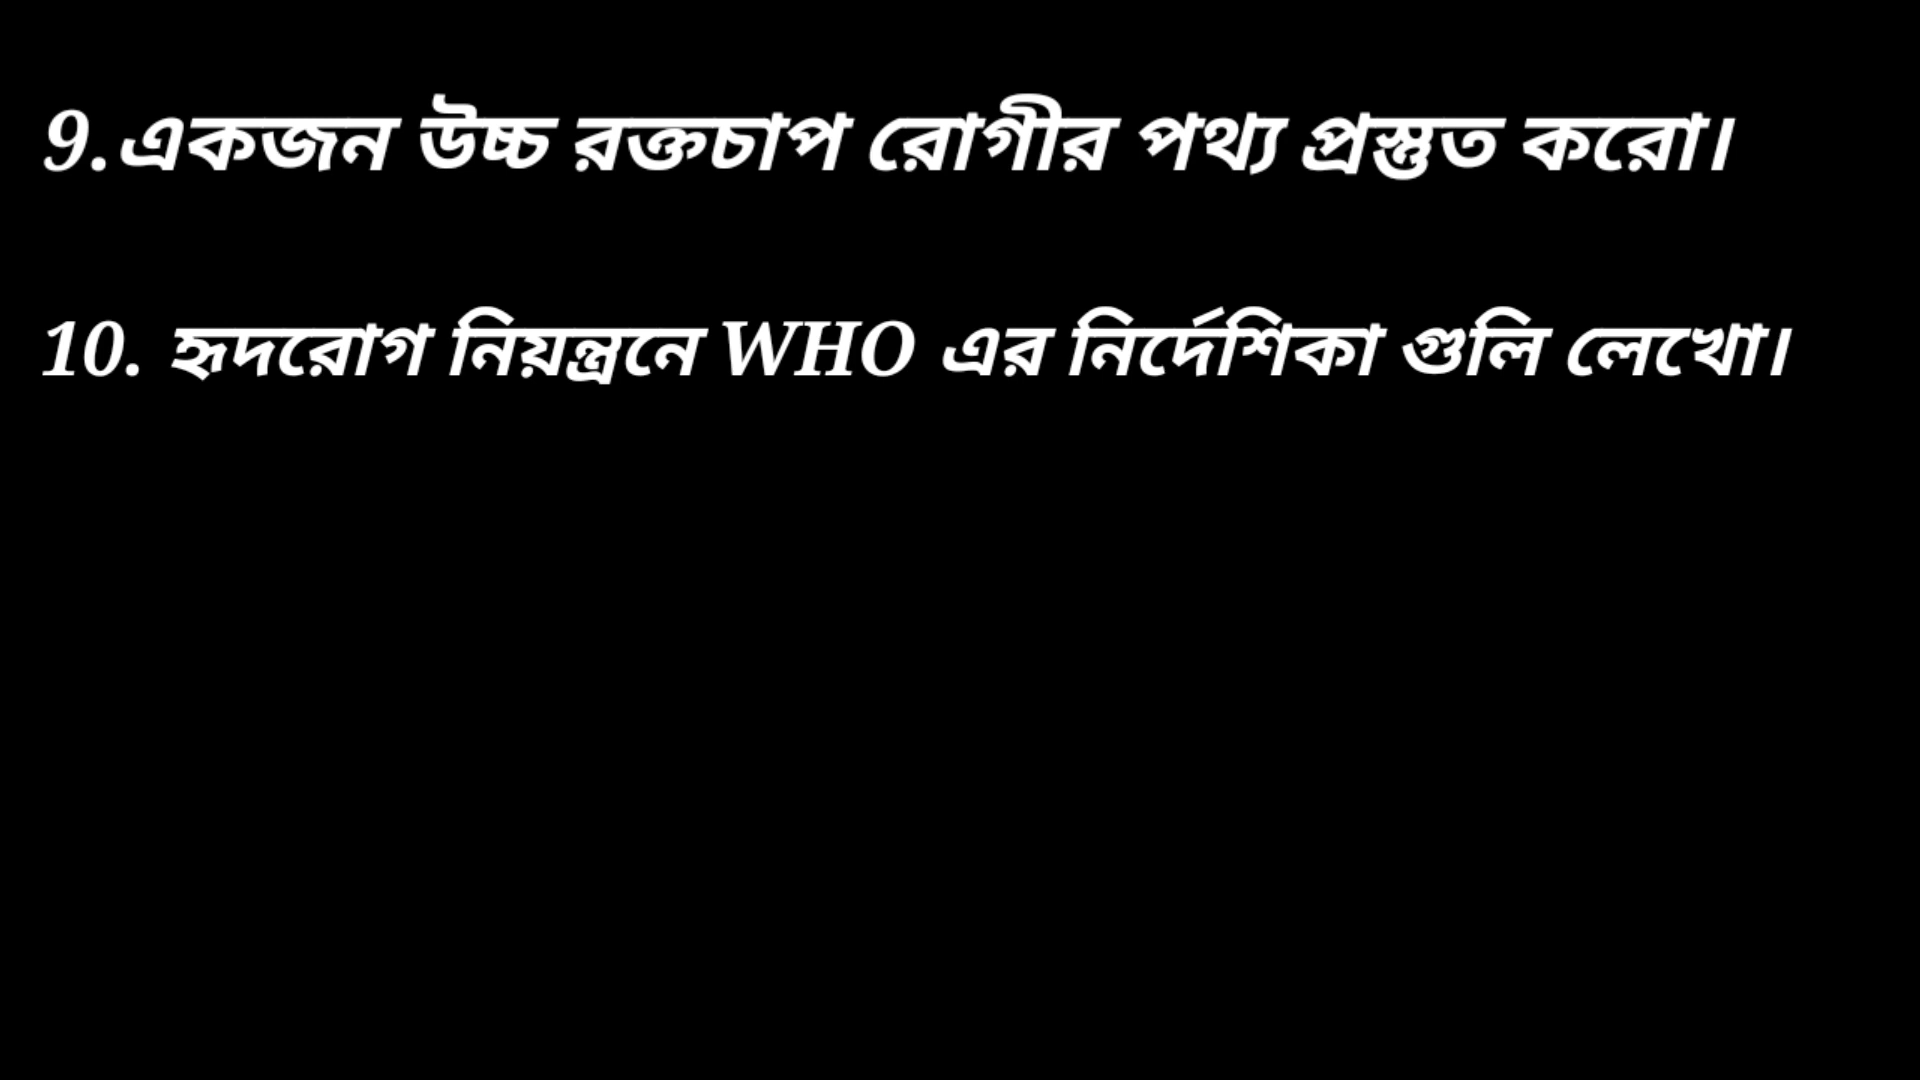 9.একজন উচ্চ রক্তচাপ রোগীর পথ্য প্রস্তুত করো।
10. হৃদরোগ নিয়ন্ত্রনে WHO এর নির্দেশিকা গুলি লেখো।